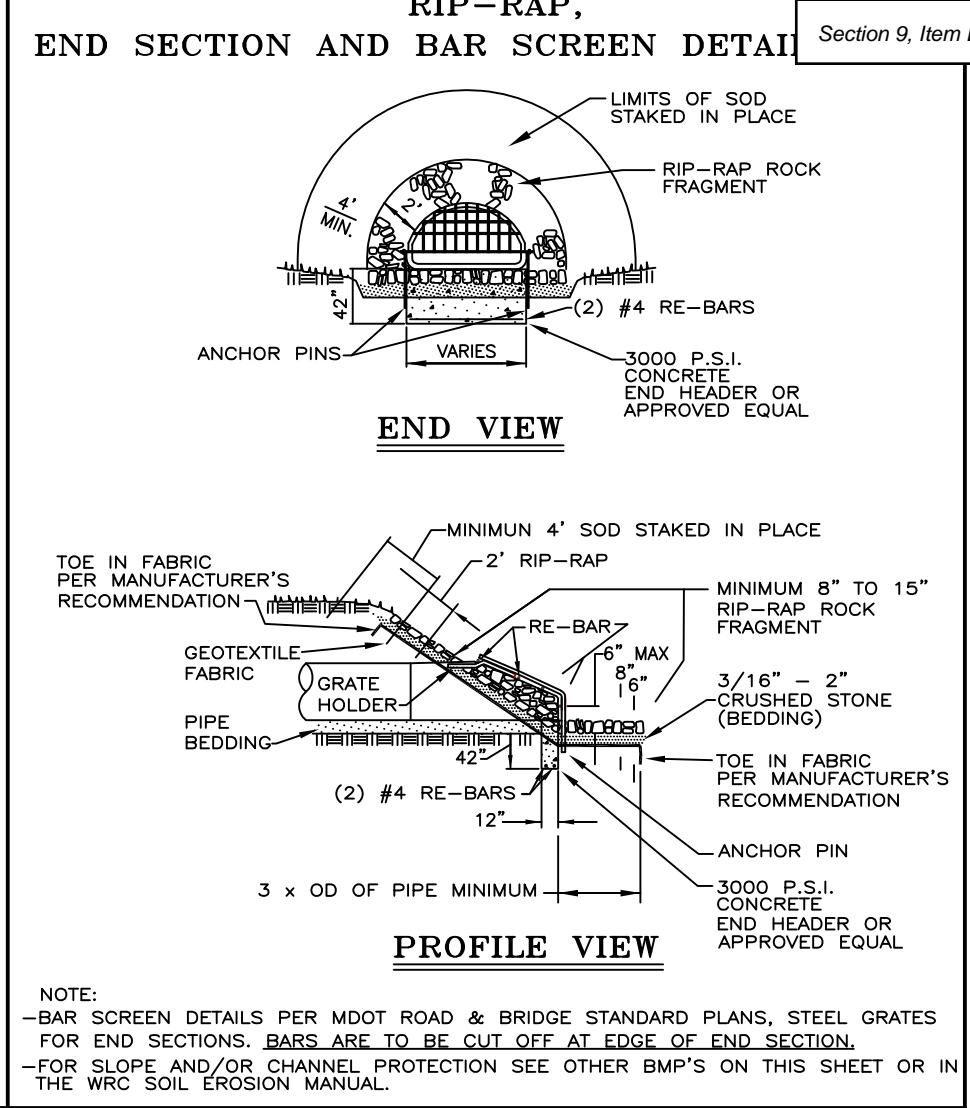 RIP-RAP,
END SECTION AND BAR SCREEN
Section 9, Item
LIMITS OF SOD
STAKED IN PLACE
RIP-RAP ROCK
FRAGMENT
4'
MIN.
2'
42"
(2) #4 RE-BARS
ANCHOR PINS
VARIES
3000 P.S.I.
CONCRETE
END HEADER OR
APPROVED EQUAL
END VIEW
MINIMUN 4' SOD STAKED IN PLACE
2' RIP-RAP
TOE IN FABRIC
PER MANUFACTURER'S
RECOMMENDATION
MINIMUM 8" TO 15"
RIP-RAP ROCK
FRAGMENT
RE-BAR
GEOTEXTILE
FABRIC
6" MAX
8"
6"
GRATE
HOLDER
3/16" - 2"
CRUSHED STONE
(BEDDING)
PIPE
BEDDING
42"
TOE IN FABRIC
PER MANUFACTURER'S
RECOMMENDATION
(2) #4 RE-BARS
12"
ANCHOR PIN
3 x OD OF PIPE MINIMUM
3000 P.S.I.
CONCRETE
END HEADER OR
APPROVED EQUAL
PROFILE VIEW
NOTE:
-BAR SCREEN DETAILS PER MDOT ROAD & BRIDGE STANDARD PLANS, STEEL GRATES
FOR END SECTIONS. BARS ARE TO BE CUT OFF AT EDGE OF END SECTION.
-FOR SLOPE AND/OR CHANNEL PROTECTION SEE OTHER BMP'S ON THIS SHEET OR IN
THE WRC SOIL EROSION MANUAL.